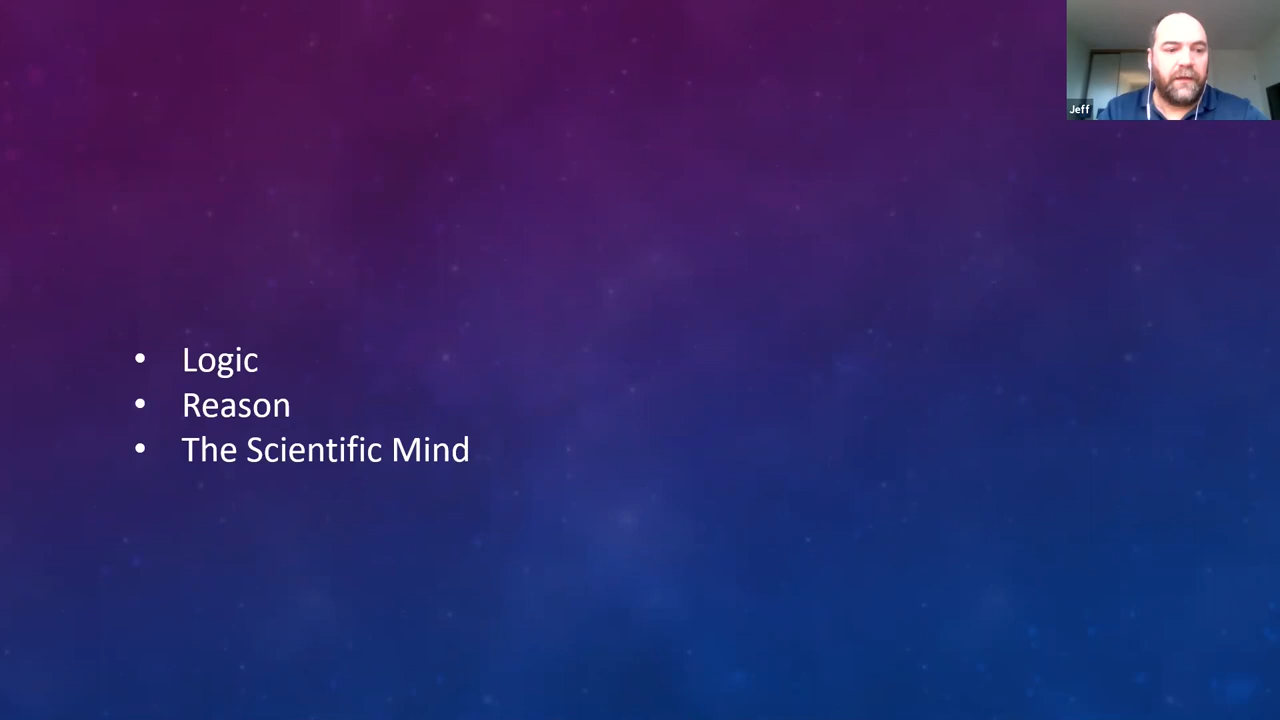 Jeff
• Logic
• Reason
• The Scientific Mind